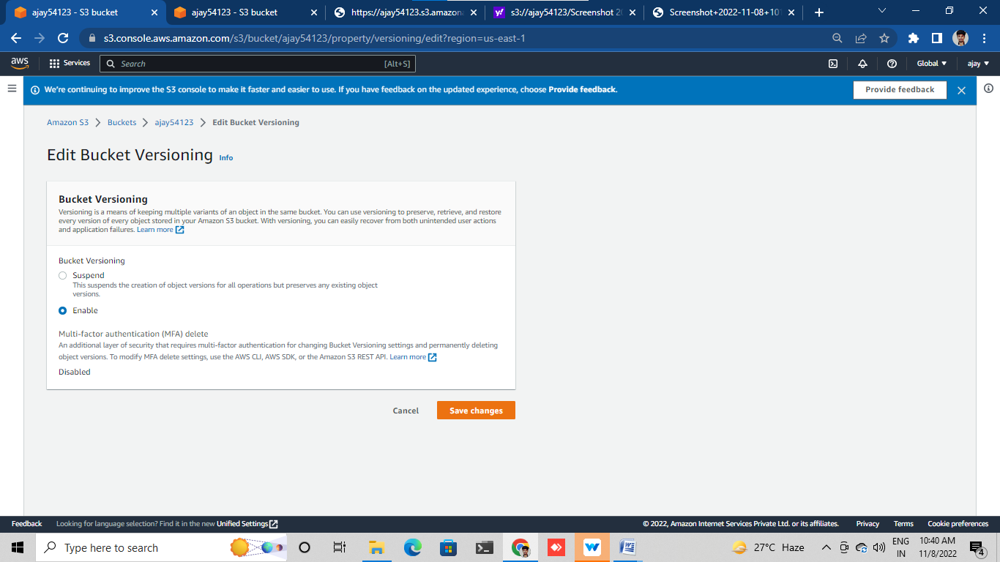 ajay54123 - S3 bucket
ajay54123 - S3 bucket
https://ajay54123.s3.amazon
s3://ajay54123/Screenshot 20
Screenshot+2022-11-08+10
s3.console.aws.amazon.com/s3/bucket/ajay54123/property/versioning/edit?region=us-east-1
aws
Services
Search
[Alt+S]
Global
ajay
We're continuing to improve the S3 console to make it faster and easier to use. If you have feedback on the updated experience, choose Provide feedback.
Provide feedback
Amazon S3
Buckets
ajay54123
Edit Bucket Versioning
Edit Bucket Versioning Info
Bucket Versioning
Versioning is a means of keeping multiple variants of an object in the same bucket. You can use versioning to preserve, retrieve, and restore
every version of every object stored in your Amazon S3 bucket. With versioning, you can easily recover from both unintended user actions
and application failures. Learn more
Bucket Versioning
Suspend
This suspends the creation of object versions for all operations but preserves any existing object
versions.
Enable
Multi-factor authentication (MFA) delete
An additional layer of security that requires multi-factor authentication for changing Bucket Versioning settings and permanently deleting
object versions. To modify MFA delete settings, use the AWS CLI, AWS SDK, or the Amazon S3 REST API. Learn more
Disabled
Cancel
Save changes
Feedback
Looking for language selection? Find it in the new Unified Settings
© 2022, Amazon Internet Services Private Ltd. or its affiliates.
Privacy
Terms
Cookie preferences
Type here to search
27°C Haze
ENG
IN
10:40 AM
11/8/2022
4